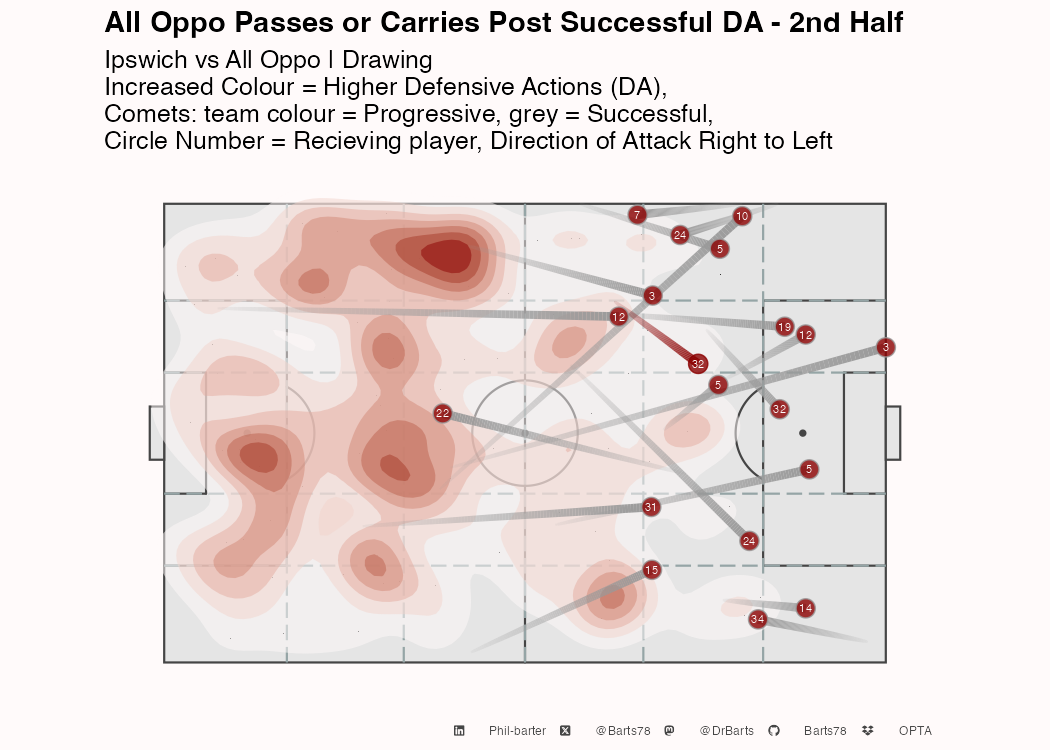 All Oppo Passes or Carries Post Successful DA - 2nd Half
Ipswich vs All Oppo | Drawing
Increased Colour = Higher Defensive Actions (DA),
Comets: team colour = Progressive, grey = Successful,
Circle Number = Recieving player, Direction of Attack Right to Left
7
10
24
5
3
12
19
12
3
32
5
32
22
5
31
24
15
14
34
Phil-barter
@Barts78
@DrBarts
Barts78
OPTA